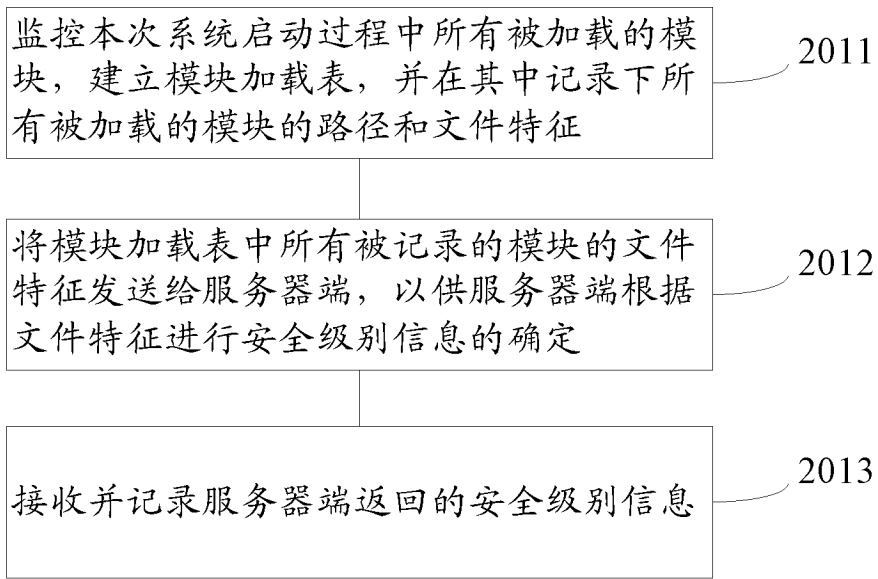 监控本次系统启动过程中所有被加载的模
块，建立模块加载表，并在其中记录下所
有被加载的模块的路径和文件特征
2011
将模块加载表中所有被记录的模块的文件
特征发送给服务器端，以供服务器端根据
文件特征进行安全级别信息的确定
2012
接收并记录服务器端返回的安全级别信息
2013